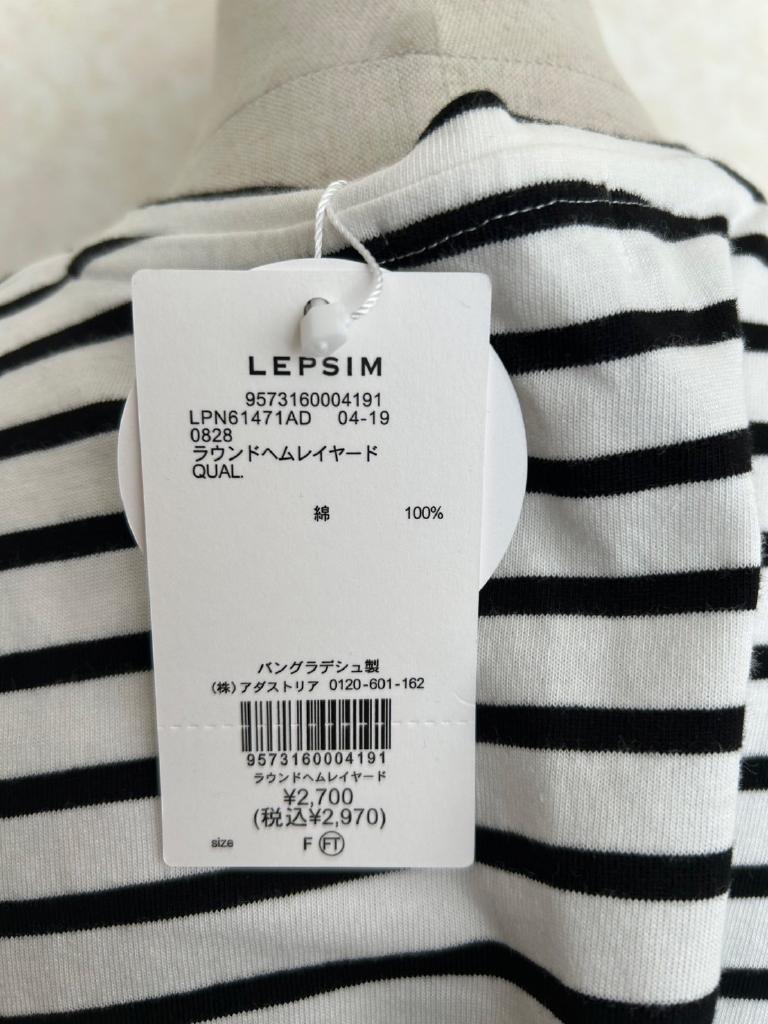 LEPSIM
9573160004191
LPN61471AD 04-19
0828
ラウンドヘムレイヤード
QUAL.
綿 100%
バングラデシュ製
(株)アダストリア 0120-601-162
9573160004191
ラウンドヘムレイヤード
¥2,700
(税込¥2,970)
size F FT